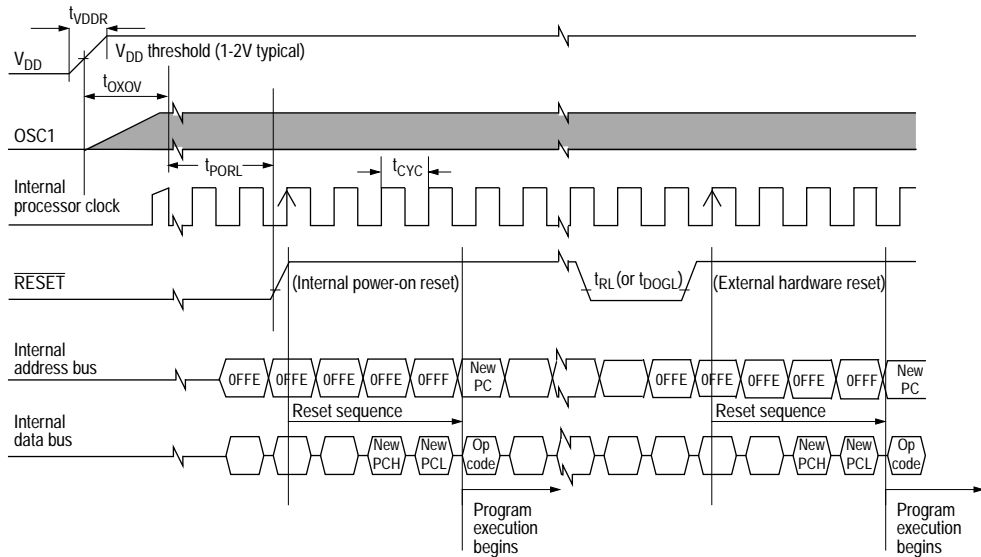 tVDDR
VDD threshold (1-2V typical)
VDD
tOXOV
OSC1
tPORL
tCYC
Internal
processor clock
RESET
(Internal power-on reset)
tRL (or tDOGL)
(External hardware reset)
Internal
address bus
0FFE 0FFE 0FFE 0FFE 0FFF New PC 0FFE 0FFE 0FFE 0FFE 0FFF New PC
Reset sequence
Reset sequence
Internal
data bus
New PCH New PCL Op code New PCH New PCL Op code
Program
execution
begins
Program
execution
begins